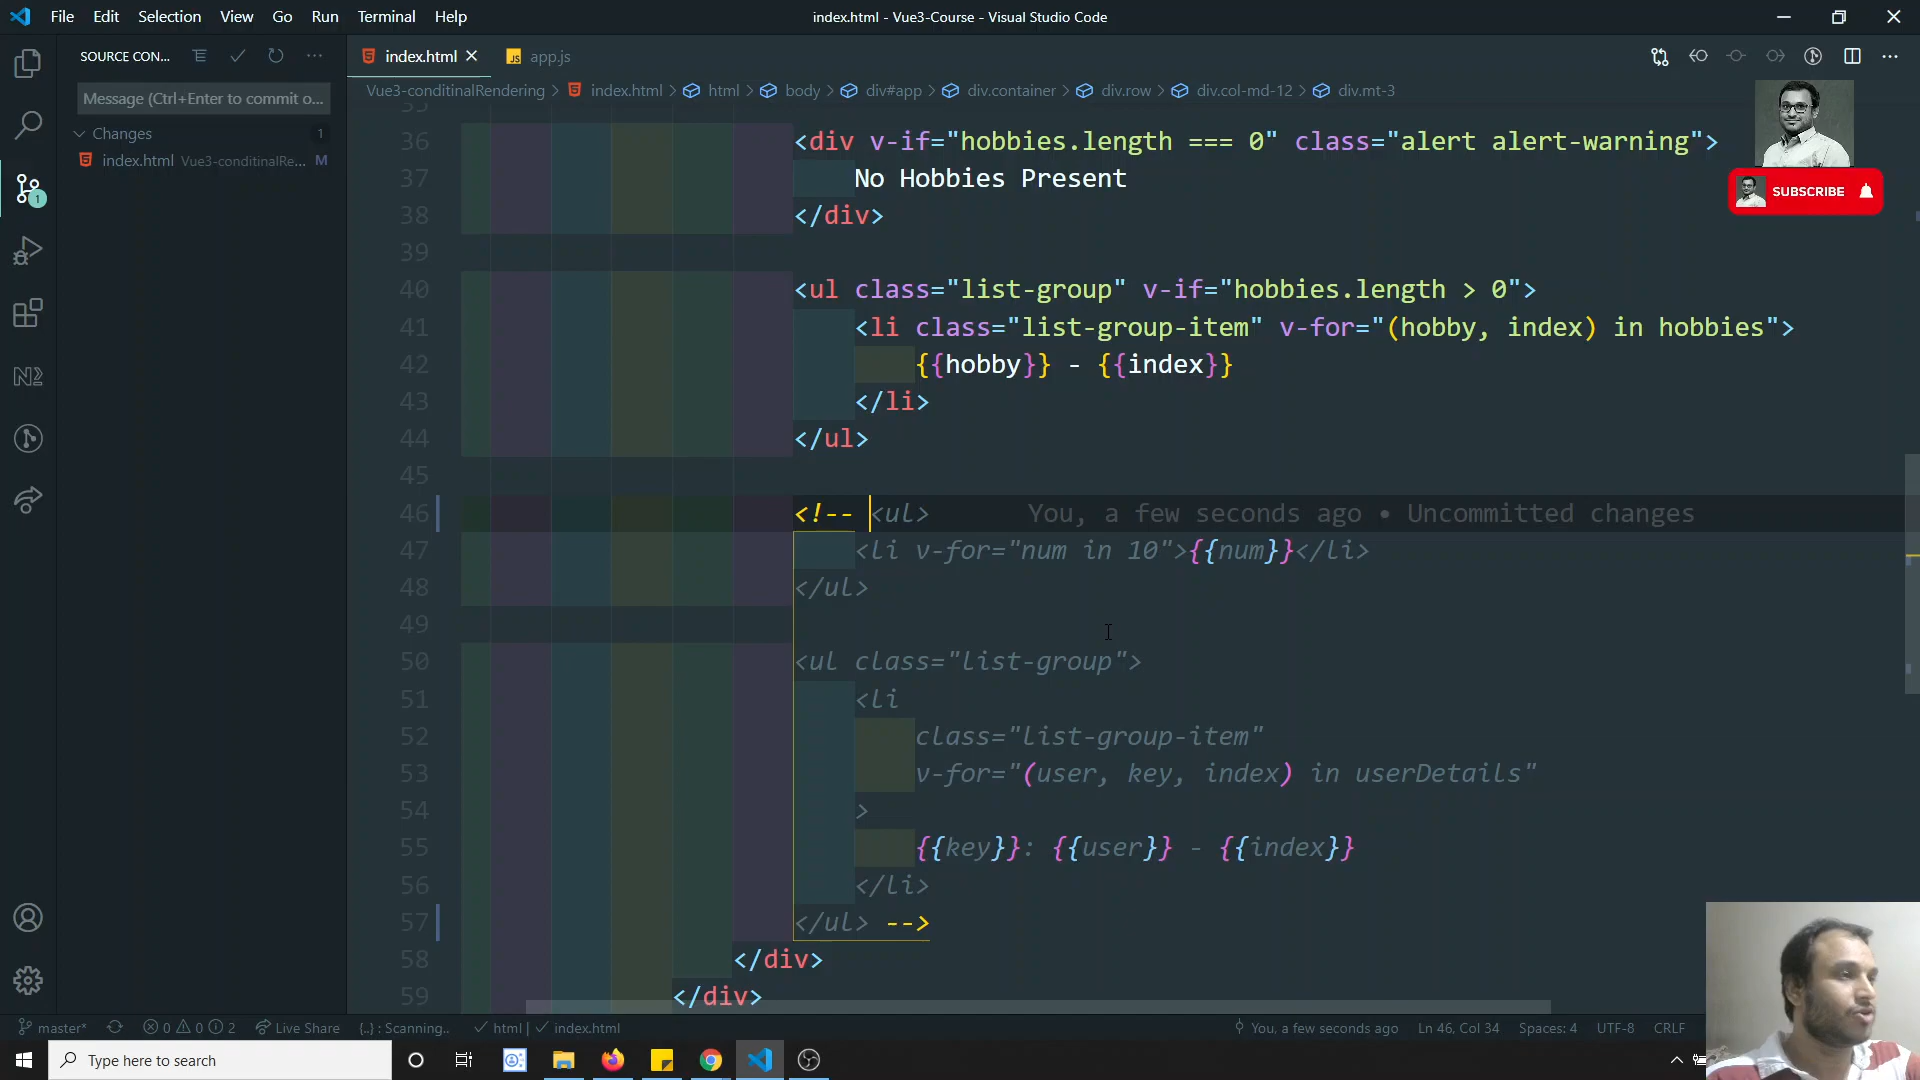 File Edit Selection View Go Run Terminal Help
index.html - Vue3-Course - Visual Studio Code
SOURCE CON...
index.html
JS app.js
Message (Ctrl+Enter to commit o...
Vue3-conditinalRendering > index.html > html > body > div#app > div.container > div.row > div.col-md-12 > div.mt-3
Changes 1
index.html Vue3-conditinalRe... M
1
SUBSCRIBE
36 <div v-if="hobbies.length === 0" class="alert alert-warning">
37 No Hobbies Present
38 </div>
39
40 <ul class="list-group" v-if="hobbies.length > 0">
41 <li class="list-group-item" v-for="(hobby, index) in hobbies">
42 {{hobby}} - {{index}}
43 </li>
44 </ul>
45
46 <!-- <ul> You, a few seconds ago • Uncommitted changes
47 <li v-for="num in 10">{{num}}</li>
48 </ul>
49
50 <ul class="list-group">
51 <li
52 class="list-group-item"
53 v-for="(user, key, index) in userDetails"
54 >
55 {{key}}: {{user}} - {{index}}
56 </li>
57 </ul> -->
58 </div>
59 </div>
master* 0 0 2 Live Share {..} : Scanning.. html | index.html You, a few seconds ago Ln 46, Col 34 Spaces: 4 UTF-8 CRLF
Type here to search